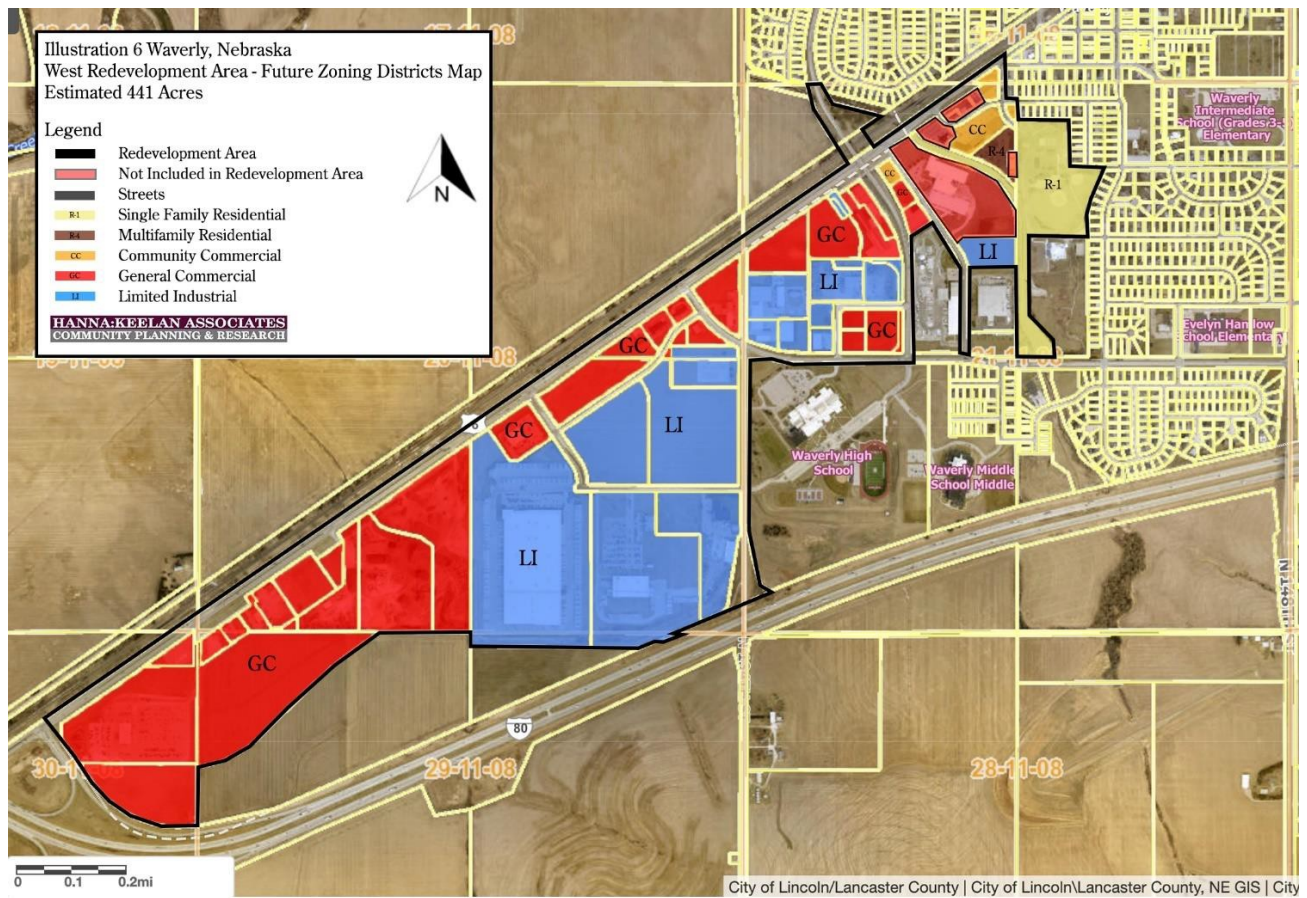 Illustration 6 Waverly, Nebraska
West Redevelopment Area - Future Zoning Districts Map
Estimated 441 Acres
Legend
Redevelopment Area
Not Included in Redevelopment Area
Streets
R-1 Single Family Residential
R-4 Multifamily Residential
CC Community Commercial
GC General Commercial
LI Limited Industrial
N
HANNA:KEELAN ASSOCIATES
COMMUNITY PLANNING & RESEARCH
Waverly
Intermediate
School (Grades 3-5)
Elementary
CC
R-4
R-1
CC
GC
GC
LI
LI
GC
Evelyn Hamlow
School Elementary
21-11-08
GC
GC
LI
Waverly High
School
Waverly Middle
School Middle
LI
N 148TH ST
GC
80
30-11-08
29-11-08
28-11-08
0 0.1 0.2mi
City of Lincoln/Lancaster County | City of Lincoln\Lancaster County, NE GIS | City